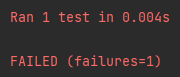 Ran 1 test in 0.004s
FAILED (failures=1)